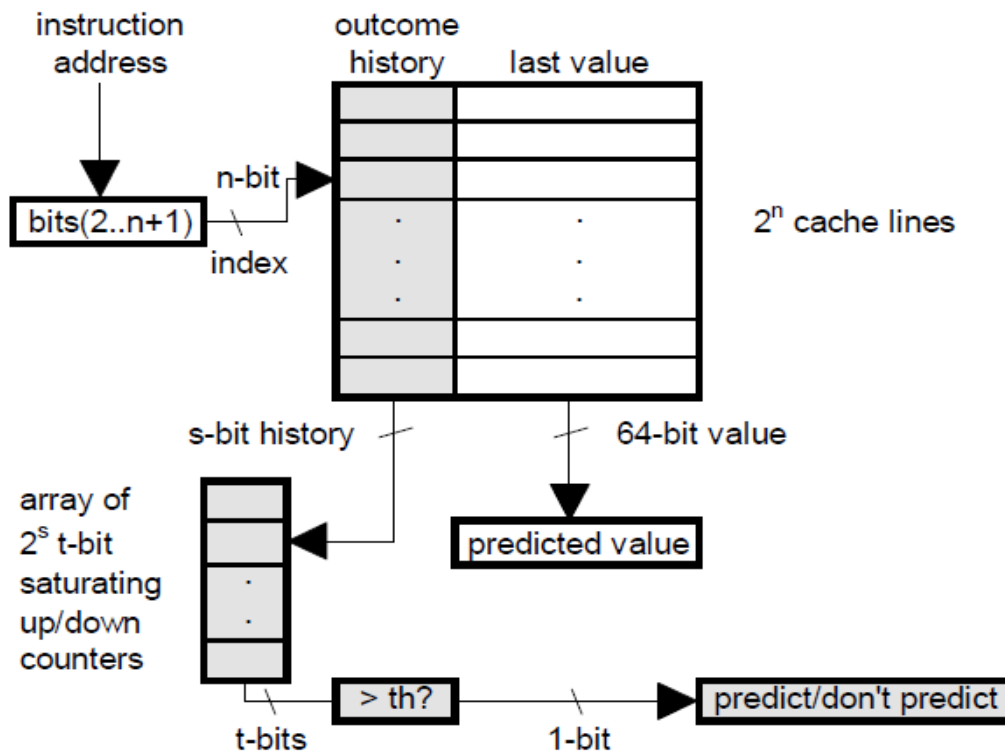 instruction
address
outcome
history
last value
n-bit
bits(2..n+1)
index
2ⁿ cache lines
s-bit history
64-bit value
array of
2ˢ t-bit
saturating
up/down
counters
predicted value
> th?
predict/don't predict
t-bits
1-bit